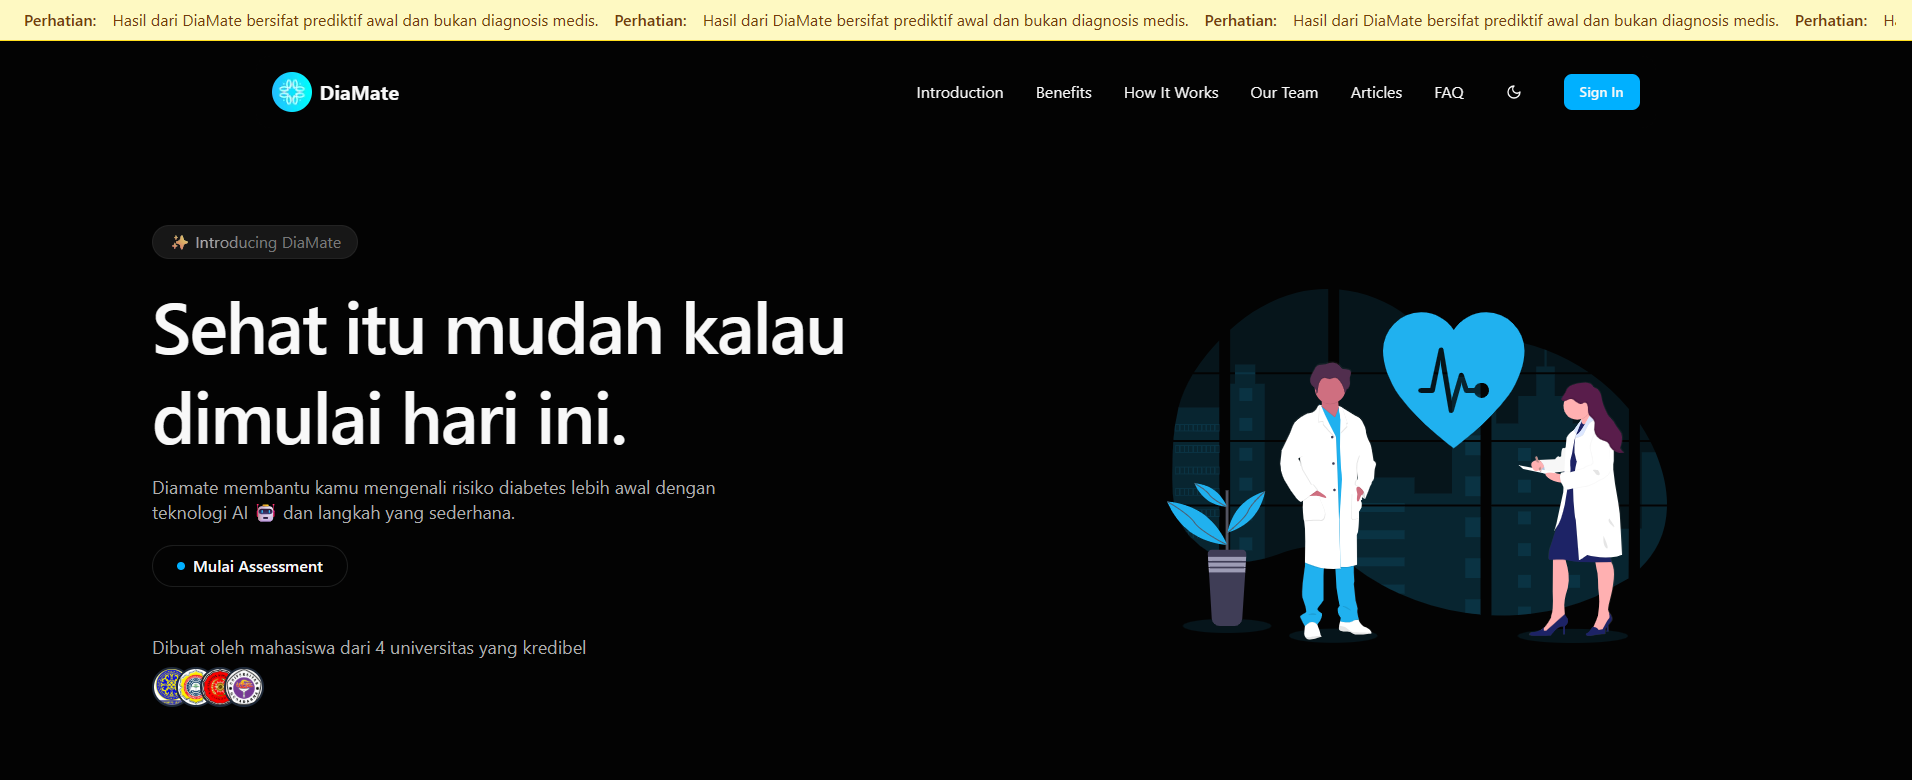 Perhatian: Hasil dari DiaMate bersifat prediktif awal dan bukan diagnosis medis. Perhatian: Hasil dari DiaMate bersifat prediktif awal dan bukan diagnosis medis. Perhatian: Hasil dari DiaMate bersifat prediktif awal dan bukan diagnosis medis. Perhatian:
DiaMate
Introduction Benefits How It Works Our Team Articles FAQ Sign In
✨ Introducing DiaMate
Sehat itu mudah kalau
dimulai hari ini.
Diamate membantu kamu mengenali risiko diabetes lebih awal dengan
teknologi AI 🤖 dan langkah yang sederhana.
Mulai Assessment
Dibuat oleh mahasiswa dari 4 universitas yang kredibel